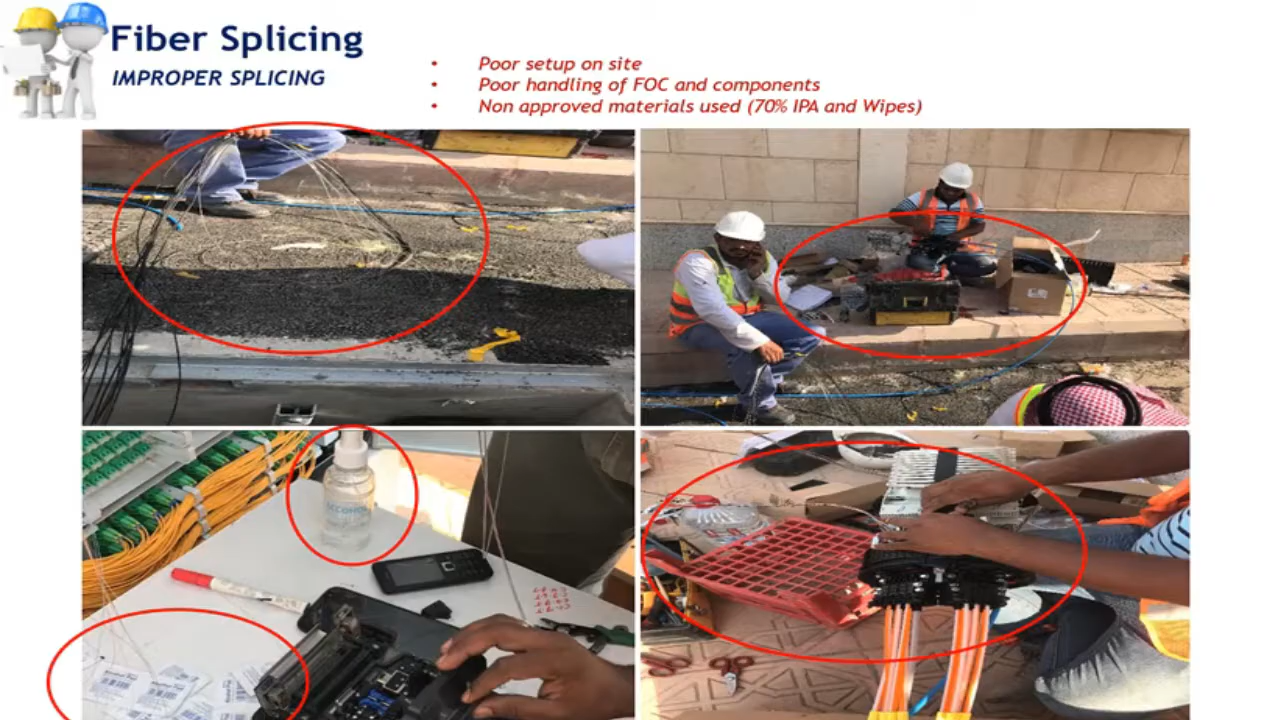 Fiber Splicing
IMPROPER SPLICING
• Poor setup on site
• Poor handling of FOC and components
• Non approved materials used (70% IPA and Wipes)
ALCOHOL